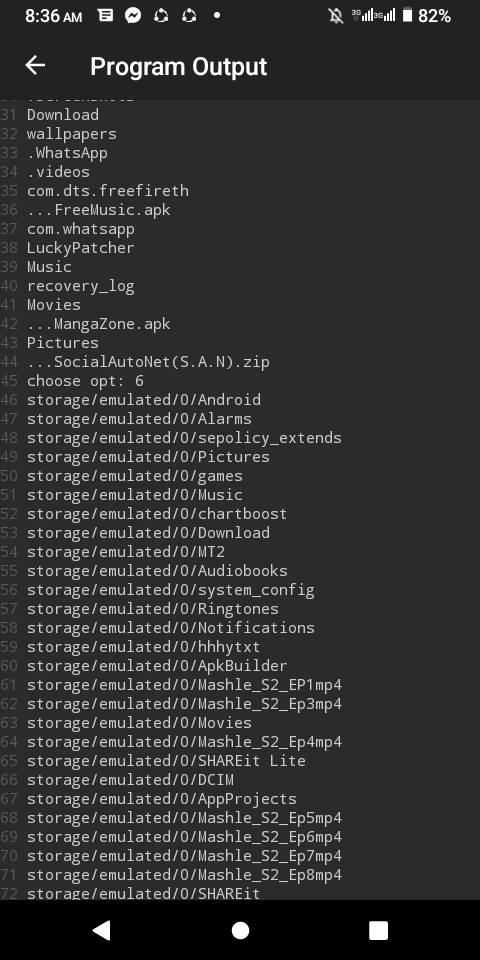 8:36 AM 3G 3G 82%
Program Output
31 Download
32 wallpapers
33 .WhatsApp
34 .videos
35 com.dts.freefireth
36 ...FreeMusic.apk
37 com.whatsapp
38 LuckyPatcher
39 Music
40 recovery_log
41 Movies
42 ...MangaZone.apk
43 Pictures
44 ...SocialAutoNet(S.A.N).zip
45 choose opt: 6
46 storage/emulated/0/Android
47 storage/emulated/0/Alarms
48 storage/emulated/0/sepolicy_extends
49 storage/emulated/0/Pictures
50 storage/emulated/0/games
51 storage/emulated/0/Music
52 storage/emulated/0/chartboost
53 storage/emulated/0/Download
54 storage/emulated/0/MT2
55 storage/emulated/0/Audiobooks
56 storage/emulated/0/system_config
57 storage/emulated/0/Ringtones
58 storage/emulated/0/Notifications
59 storage/emulated/0/hhhytxt
60 storage/emulated/0/ApkBuilder
61 storage/emulated/0/Mashle_S2_EP1mp4
62 storage/emulated/0/Mashle_S2_Ep3mp4
63 storage/emulated/0/Movies
64 storage/emulated/0/Mashle_S2_Ep4mp4
65 storage/emulated/0/SHAREit Lite
66 storage/emulated/0/DCIM
67 storage/emulated/0/AppProjects
68 storage/emulated/0/Mashle_S2_Ep5mp4
69 storage/emulated/0/Mashle_S2_Ep6mp4
70 storage/emulated/0/Mashle_S2_Ep7mp4
71 storage/emulated/0/Mashle_S2_Ep8mp4
72 storage/emulated/0/SHAREit